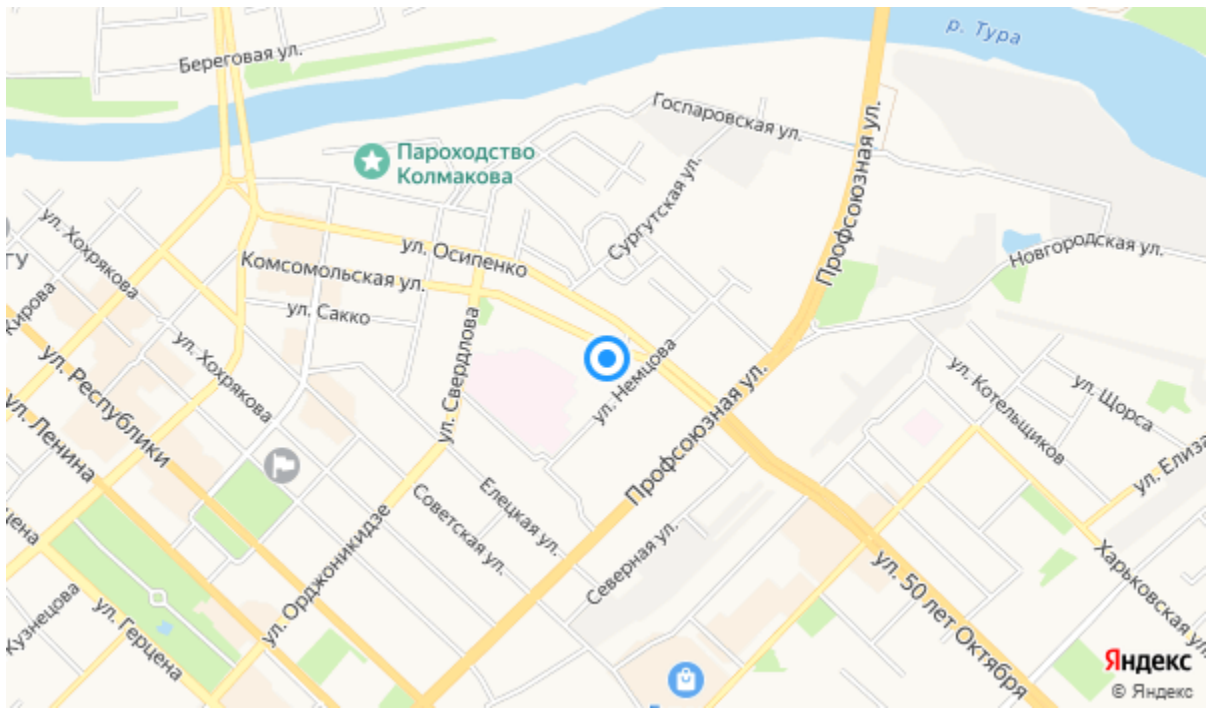 р. Тура
Береговая ул.
Госпаровская ул.
Профсоюзная ул.
Пароходство
Колмакова
Сургутская ул.
ул. Хохрякова
ул. Осипенко
Новгородская ул.
ГУ
Комсомольская ул.
Кирова
ул. Сакко
ул. Хохрякова
ул. Свердлова
ул. Немцова
ул. Республики
ул. Котельщиков
ул. Щорса
Профсоюзная ул.
ул. Ленина
ул. Елиза
Елецкая ул.
Советская ул.
цена
ул. Орджоникидзе
Северная ул.
ул. 50 лет Октября
Харьковская ул.
Кузнецова
ул. Герцена
Яндекс
© Яндекс